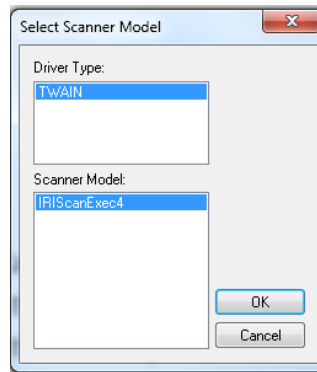 Select Scanner Model
Driver Type:
TWAIN
Scanner Model:
IRIScanExec4
OK
Cancel